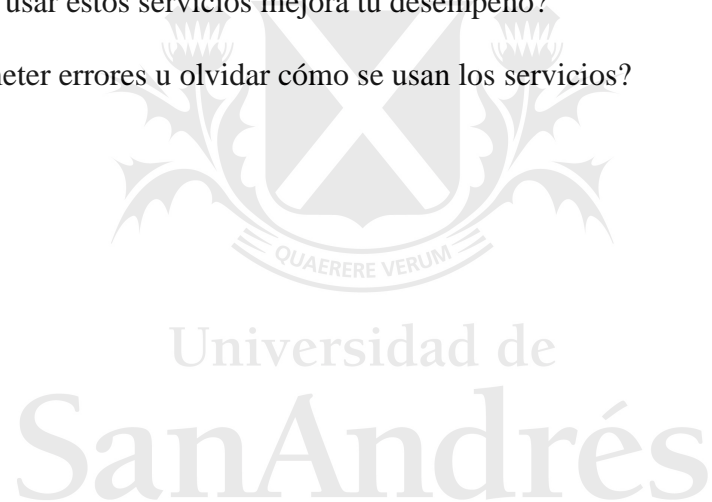 usar estos servicios mejora tu desempeño?
eter errores u olvidar cómo se usan los servicios?
QUAERERE VERUM
Universidad de
SanAndrés